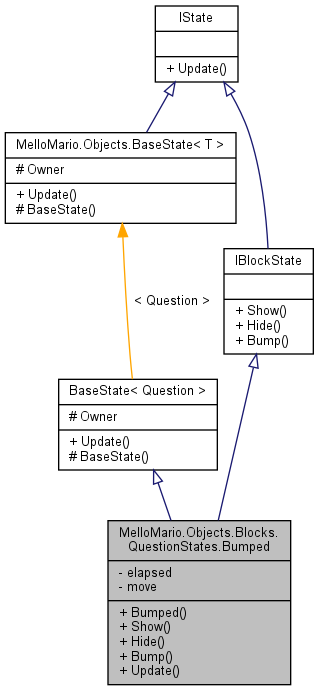 IState
+ Update()
MelloMario.Objects.BaseState< T >
# Owner
+ Update()
# BaseState()
IBlockState
+ Show()
+ Hide()
+ Bump()
< Question >
BaseState< Question >
# Owner
+ Update()
# BaseState()
MelloMario.Objects.Blocks.
QuestionStates.Bumped
- elapsed
- move
+ Bumped()
+ Show()
+ Hide()
+ Bump()
+ Update()